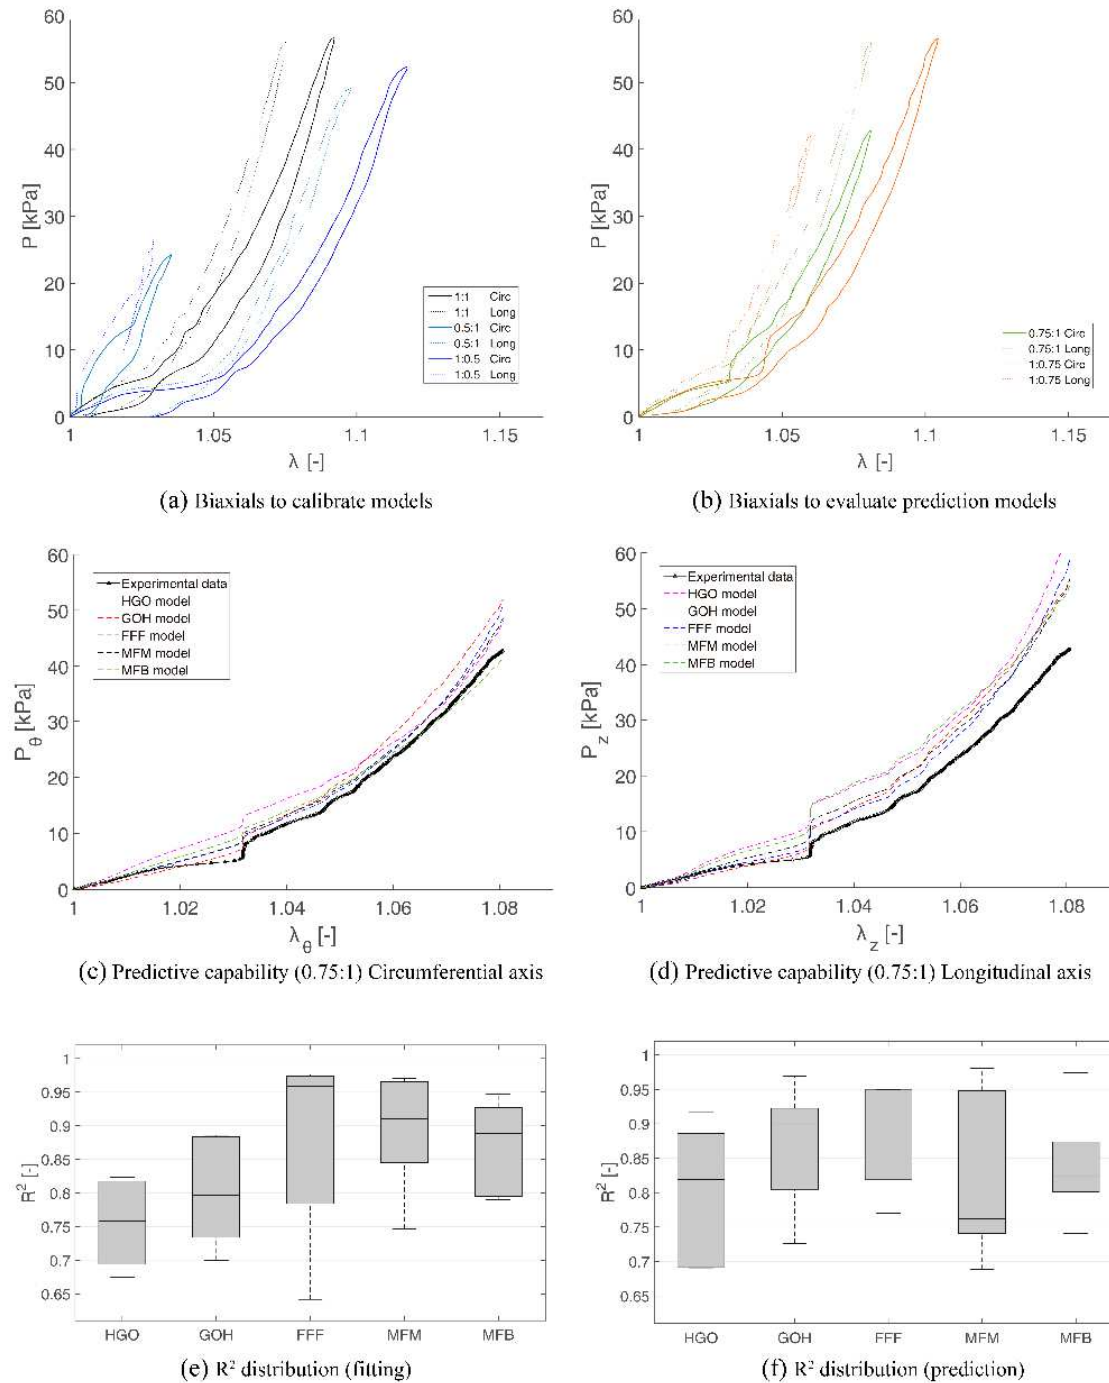 60
50
40
30
20
10
0
P [kPa]
1:1 Circ
1:1 Long
0.5:1 Circ
0.5:1 Long
1:0.5 Circ
1:0.5 Long
1 1.05 1.1 1.15
λ [-]
(a) Biaxials to calibrate models
60
50
40
30
20
10
0
P [kPa]
0.75:1 Circ
0.75:1 Long
1:0.75 Circ
1:0.75 Long
1 1.05 1.1 1.15
λ [-]
(b) Biaxials to evaluate prediction models
60
50
40
30
20
10
0
Pθ [kPa]
Experimental data
HGO model
GOH model
FFF model
MFM model
MFB model
1 1.02 1.04 1.06 1.08
λθ [-]
(c) Predictive capability (0.75:1) Circumferential axis
60
50
40
30
20
10
0
Pz [kPa]
Experimental data
HGO model
GOH model
FFF model
MFM model
MFB model
1 1.02 1.04 1.06 1.08
λz [-]
(d) Predictive capability (0.75:1) Longitudinal axis
1
0.95
0.9
0.85
0.8
0.75
0.7
0.65
R² [-]
HGO GOH FFF MFM MFB
(e) R² distribution (fitting)
1
0.95
0.9
0.85
0.8
0.75
0.7
0.65
R² [-]
HGO GOH FFF MFM MFB
(f) R² distribution (prediction)